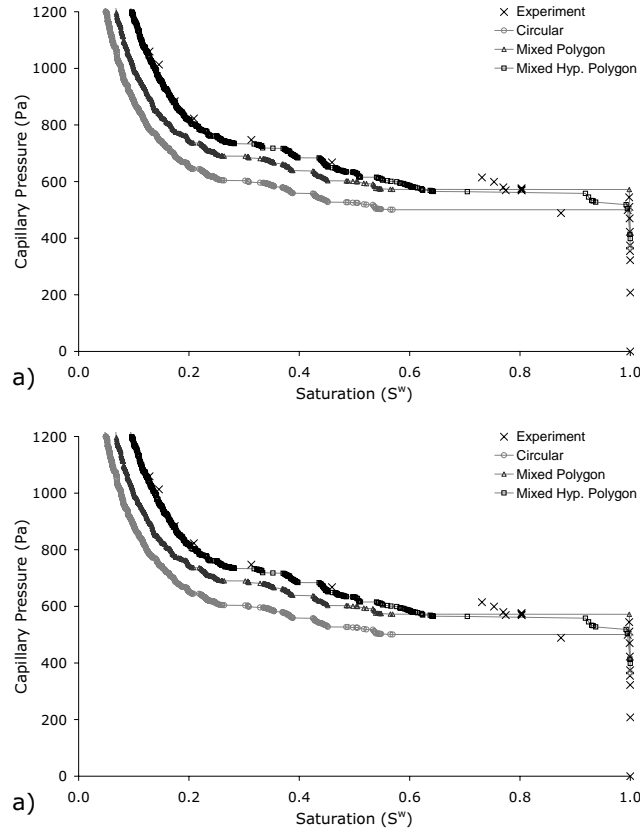 1200
1000
800
600
400
200
0
Capillary Pressure (Pa)
Experiment
Circular
Mixed Polygon
Mixed Hyp. Polygon
0.0 0.2 0.4 0.6 0.8 1.0
Saturation (Sʷ)
a)
1200
1000
800
600
400
200
0
Capillary Pressure (Pa)
Experiment
Circular
Mixed Polygon
Mixed Hyp. Polygon
0.0 0.2 0.4 0.6 0.8 1.0
Saturation (Sʷ)
a)